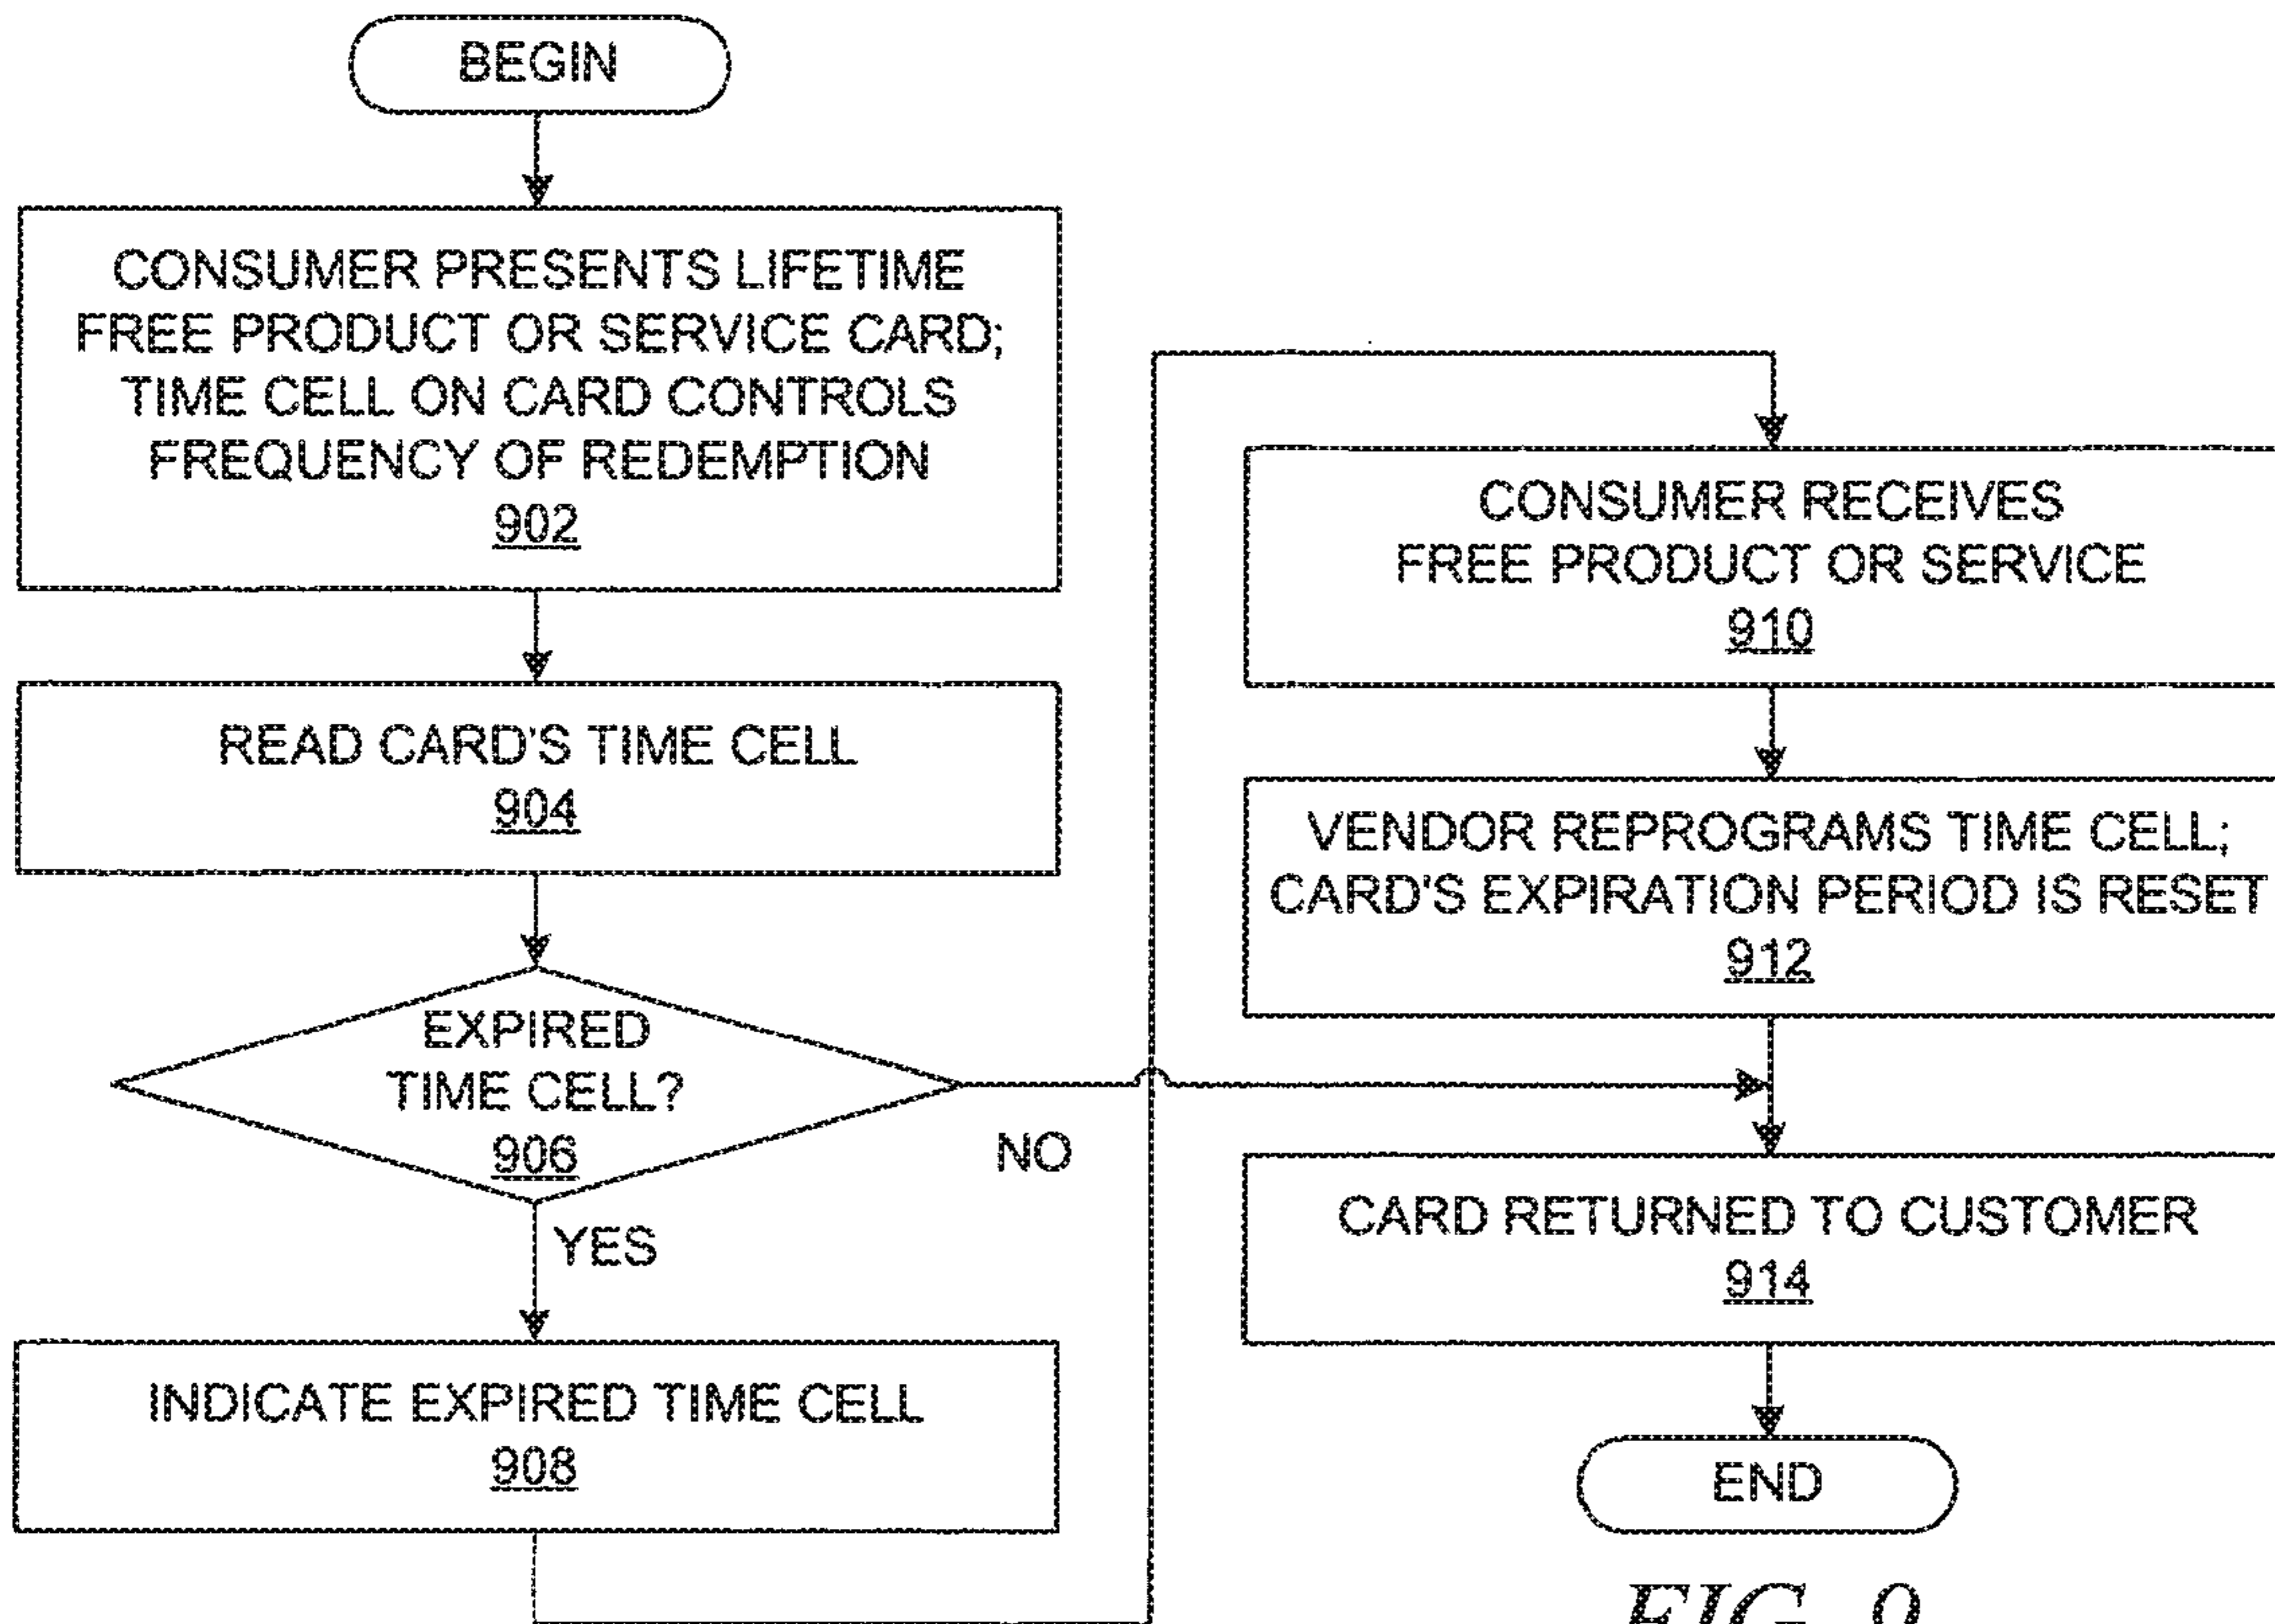 BEGIN
CONSUMER PRESENTS LIFETIME
FREE PRODUCT OR SERVICE CARD;
TIME CELL ON CARD CONTROLS
FREQUENCY OF REDEMPTION
902
READ CARD'S TIME CELL
904
EXPIRED
TIME CELL?
906
NO
YES
INDICATE EXPIRED TIME CELL
908
CONSUMER RECEIVES
FREE PRODUCT OR SERVICE
910
VENDOR REPROGRAMS TIME CELL;
CARD'S EXPIRATION PERIOD IS RESET
912
CARD RETURNED TO CUSTOMER
914
END
FIG. 9